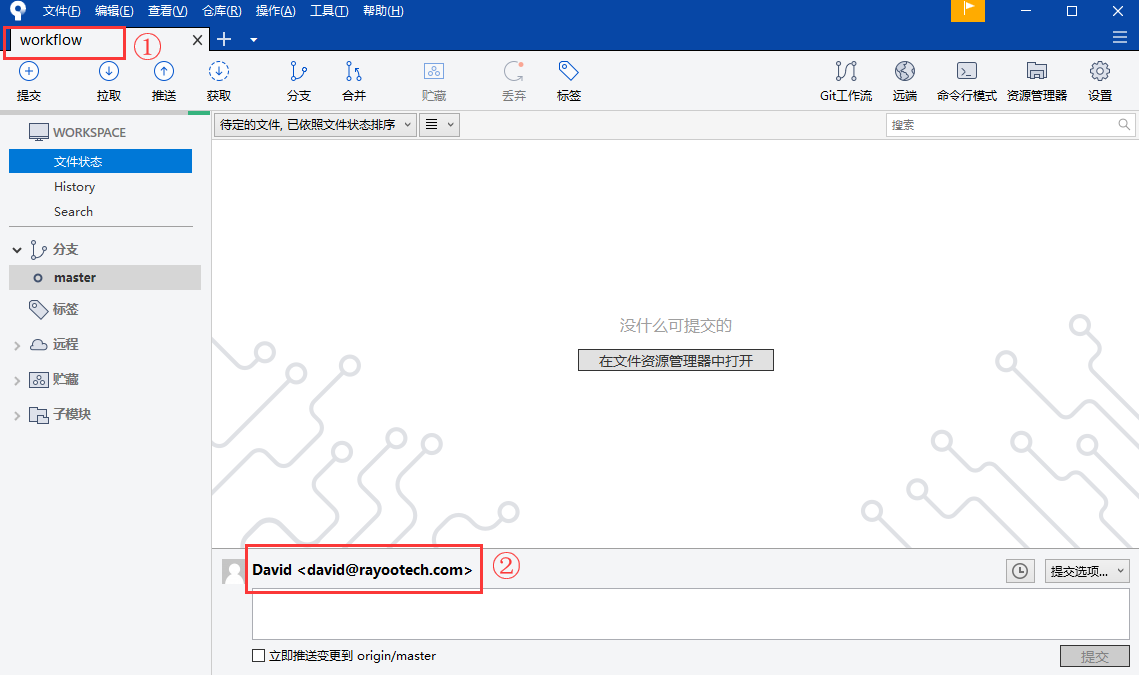 文件(F) 编辑(E) 查看(V) 仓库(R) 操作(A) 工具(T) 帮助(H)
workflow ①
提交 拉取 推送 获取 分支 合并 贮藏 丢弃 标签 Git工作流 远端 命令行模式 资源管理器 设置
WORKSPACE
待定的文件, 已依照文件状态排序
搜索
文件状态
History
Search
分支
master
标签
远程
贮藏
子模块
没什么可提交的
在文件资源管理器中打开
David <david@rayootech.com> ②
提交选项...
立即推送变更到 origin/master
提交